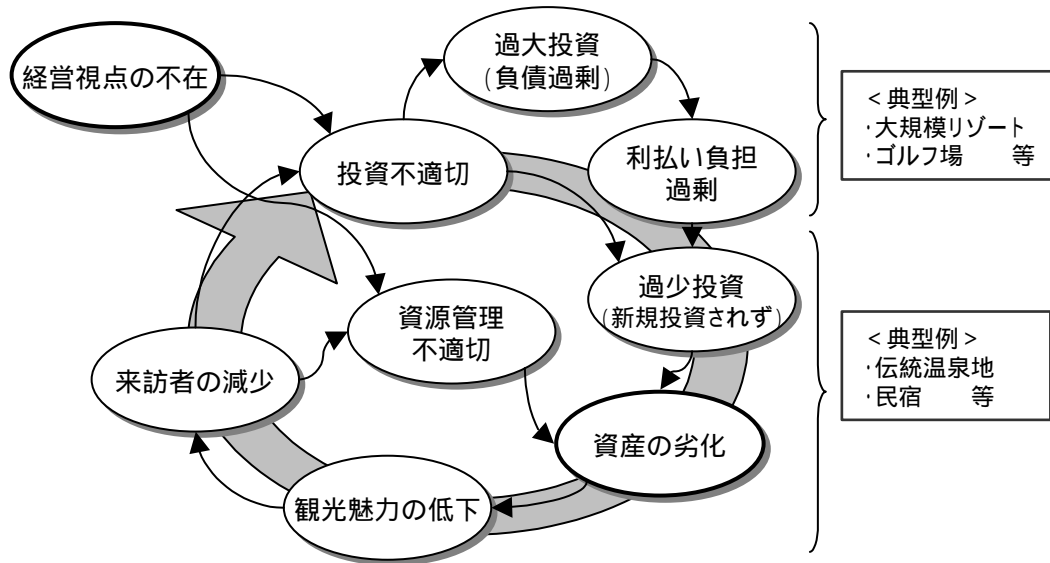 経営視点の不在
過大投資
(負債過剰)
投資不適切
利払い負担
過剰
過少投資
(新規投資されず)
資源管理
不適切
来訪者の減少
資産の劣化
観光魅力の低下
＜典型例＞
・大規模リゾート
・ゴルフ場　　等
＜典型例＞
・伝統温泉地
・民宿　　等